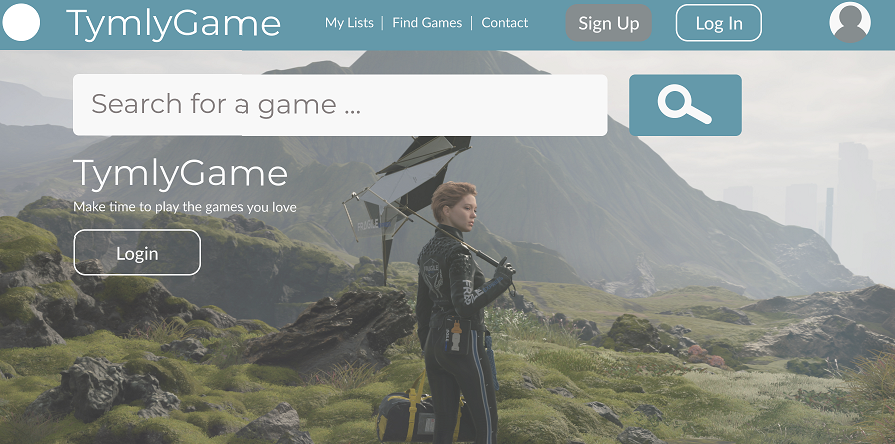 TymlyGame
My Lists | Find Games | Contact
Sign Up
Log In
Search for a game ...
TymlyGame
Make time to play the games you love
Login
FRAGILE